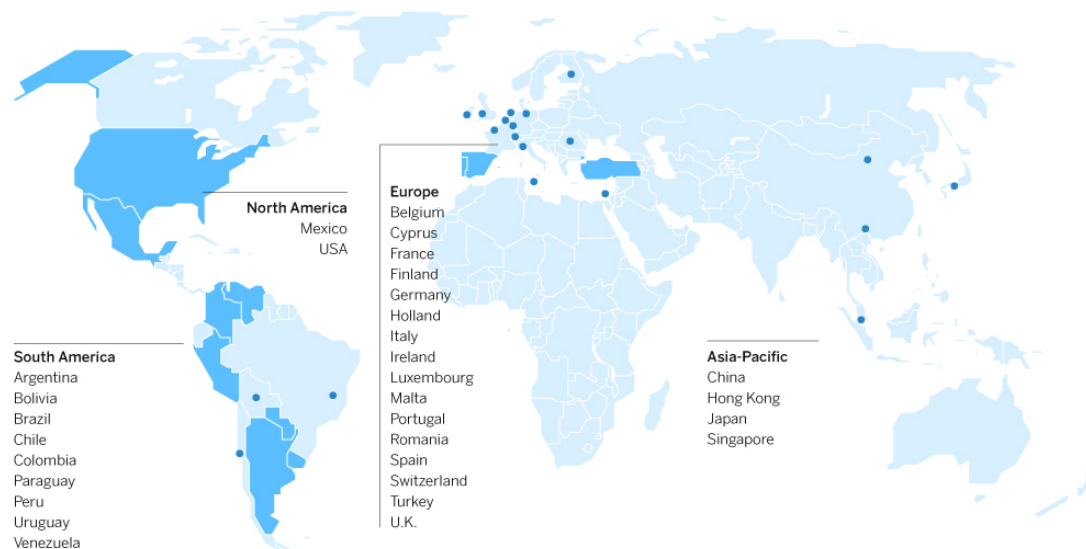 North America
Mexico
USA
South America
Argentina
Bolivia
Brazil
Chile
Colombia
Paraguay
Peru
Uruguay
Venezuela
Europe
Belgium
Cyprus
France
Finland
Germany
Holland
Italy
Ireland
Luxembourg
Malta
Portugal
Romania
Spain
Switzerland
Turkey
U.K.
Asia-Pacific
China
Hong Kong
Japan
Singapore